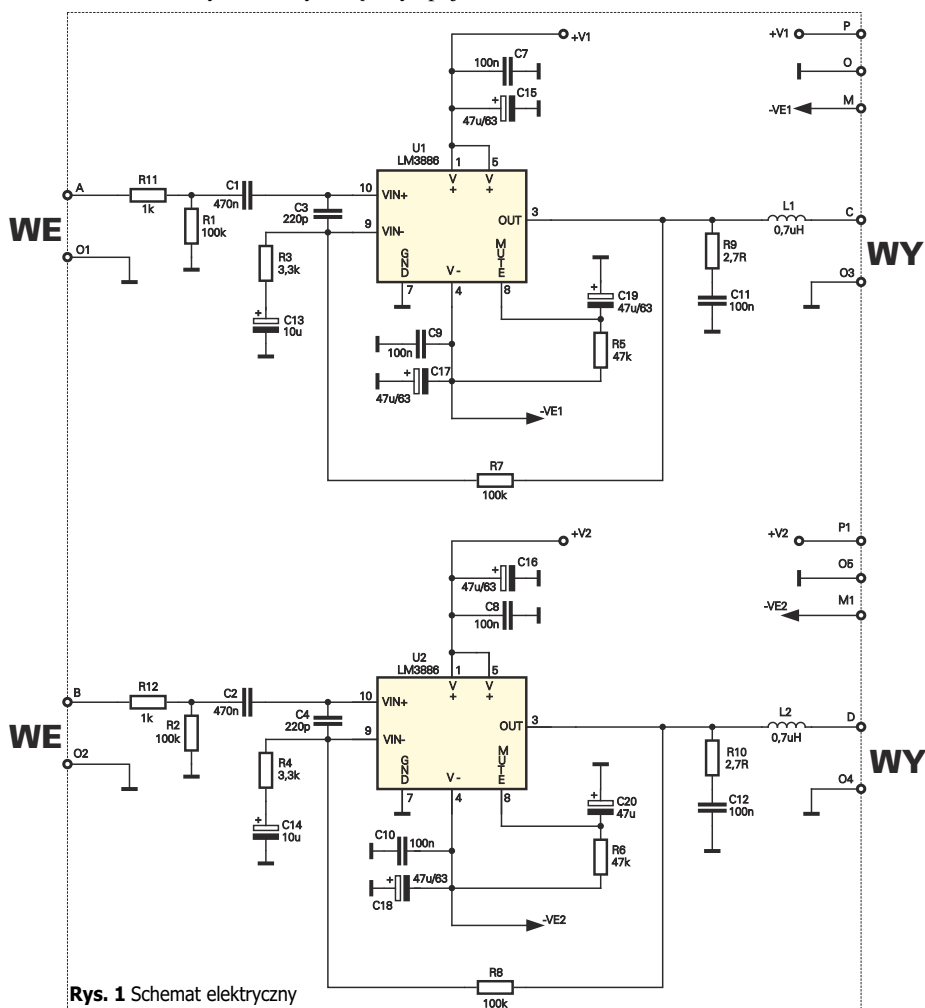 +V1
+V1
P
100n
C7
O
C15
47u/63
-VE1
M
U1
LM3886
1
5
V
+
V
+
A
R11
1k
C1
470n
10
VIN+
C3
220p
9
VIN-
OUT
3
L1
0,7uH
C
WE
R1
100k
WY
O1
R3
3,3k
GND
V -
MUTE
R9
2,7R
O3
7
4
8
+
C19
47u/63
C11
100n
+
C13
10u
C9
100n
R5
47k
+
C17
47u/63
-VE1
R7
100k
+V2
+V2
P1
+
C16
47u/63
O5
C8
100n
-VE2
M1
U2
LM3886
1
5
V
+
V
+
B
R12
1k
C2
470n
10
VIN+
C4
220p
9
VIN-
OUT
3
L2
0,7uH
D
WE
R2
100k
WY
O2
R4
3,3k
GND
V -
MUTE
R10
2,7R
O4
7
4
8
+
C20
47u
C12
100n
+
C14
10u
C10
100n
R6
47k
+
47u/63
C18
-VE2
R8
100k
Rys. 1 Schemat elektryczny